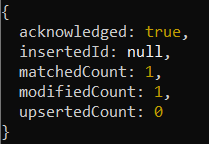 {
  acknowledged: true,
  insertedId: null,
  matchedCount: 1,
  modifiedCount: 1,
  upsertedCount: 0
}